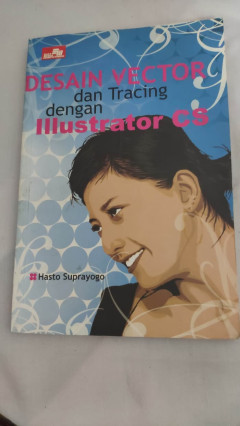 DESAIN VECTOR
dan Tracing
dengan
Illustrator CS
Hasto Suprayogo